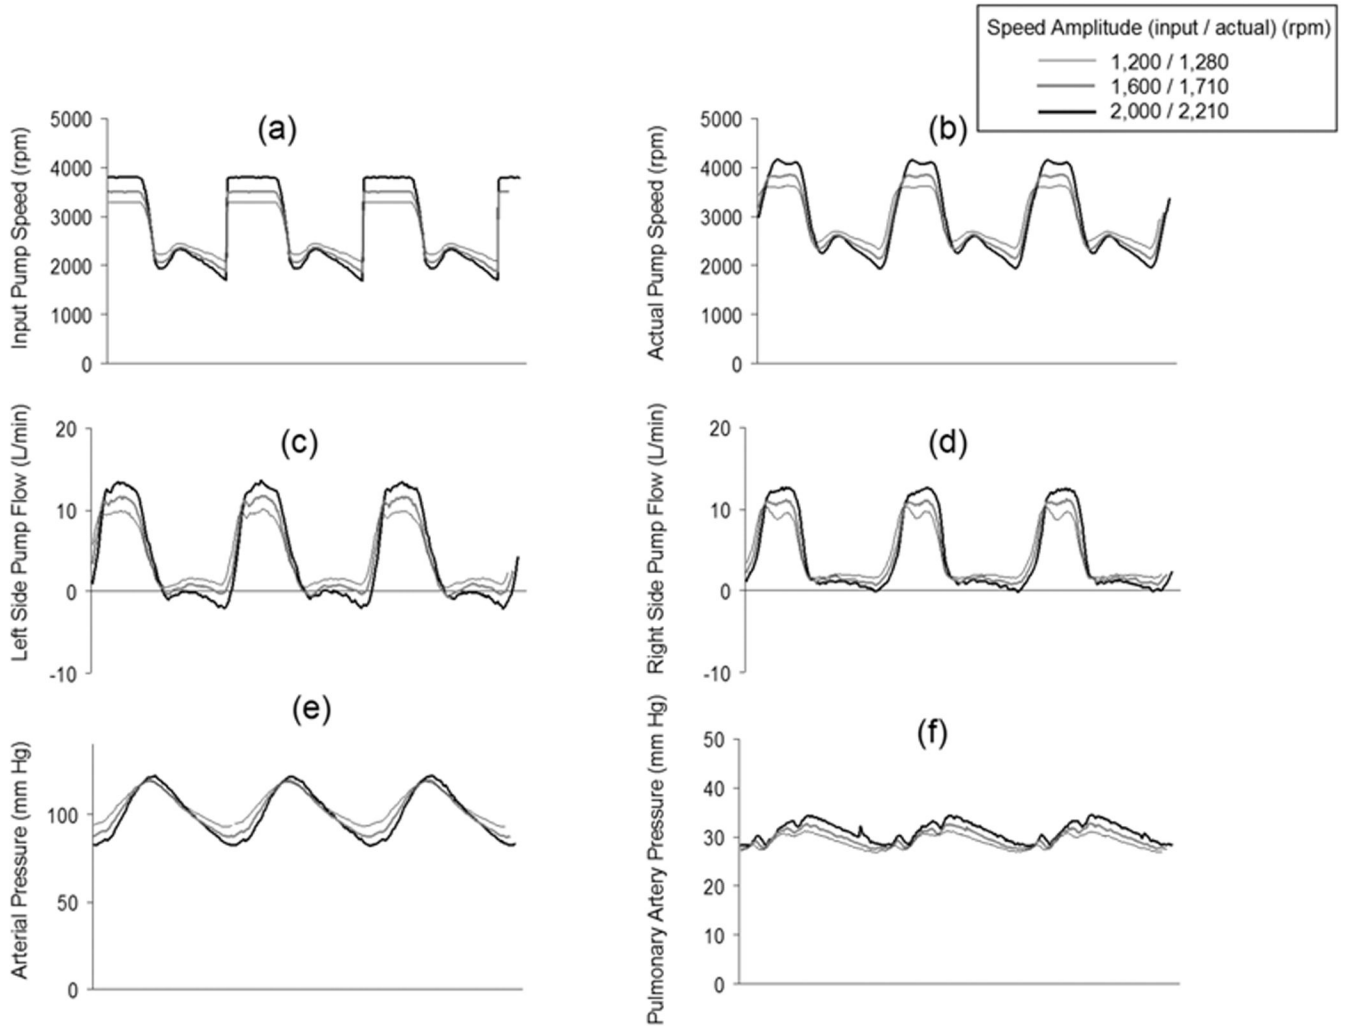 Speed Amplitude (input / actual) (rpm)
1,200 / 1,280
1,600 / 1,710
2,000 / 2,210
(a)
Input Pump Speed (rpm)
5000
4000
3000
2000
1000
0
(b)
Actual Pump Speed (rpm)
5000
4000
3000
2000
1000
0
(c)
Left Side Pump Flow (L/min)
20
10
0
-10
(d)
Right Side Pump Flow (L/min)
20
10
0
-10
(e)
Arterial Pressure (mm Hg)
100
50
0
(f)
Pulmonary Artery Pressure (mm Hg)
50
40
30
20
10
0